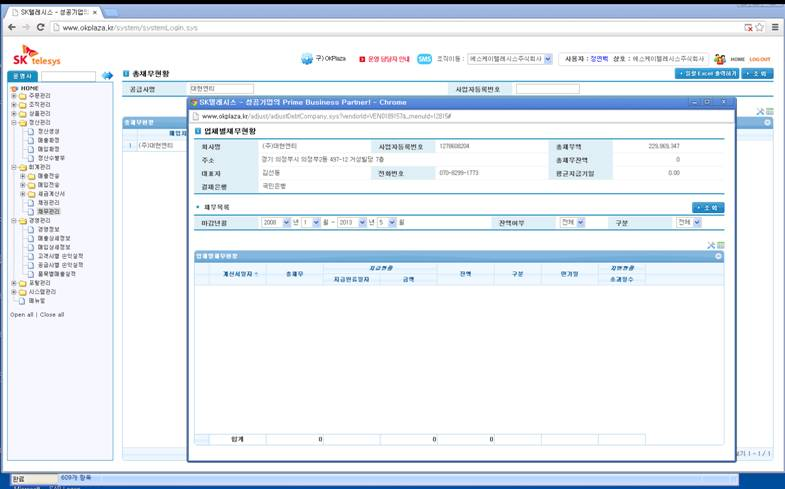 SK텔레시스 - 성공기업의
www.okplaza.kr/system/systemLogin.sys
SK telesys
구) OKPlaza
운영 담당자 안내
SMS
조직이동 :
에스케이텔레시스주식회사
사용자 : 정연백 상호 : 에스케이텔레시스주식회사
HOME
LOGOUT
운영사
총채무현황
일괄 Excel 출력하기
조 회
HOME
주문관리
조직관리
상품관리
정산관리
정산생성
매출확정
매입확정
정산수행부
회계관리
매출전송
매입전송
세금계산서
채권관리
채무관리
경영관리
경영정보
매출상세정보
매입상세정보
고객사별 손익실적
공급사별 손익실적
품목별매출실적
포탈관리
시스템관리
매뉴얼
Open all | Close all
공급사명
대현엔티
사업자등록번호
총채무현황
1
(주)대현엔티
SK텔레시스 - 성공기업의 Prime Business Partner! - Chrome
www.okplaza.kr/adjust/adjustDebtCompany.sys?vendorId=VEN018915?&_menuId=12815#
업체별채무현황
회사명
(주)대현엔티
사업자등록번호
1278608204
총채무액
229,969,347
주소
경기 의정부시 의정부2동 497-12 거성빌딩 7층
총채무잔액
0
대표자
김선동
전화번호
070-8299-1773
평균지급기일
0.00
결제은행
국민은행
채무목록
조 회
마감년월
2008 년 1 월 ~ 2013 년 5 월
잔액여부
전체
구분
전체
업체별채무현황
계산서일자
총채무
지급현황
지급완료일자
금액
잔액
구분
만기일
지연현황
초과일수
합계
0
0
0
보기 1 - 1 / 1
완료
609개 항목